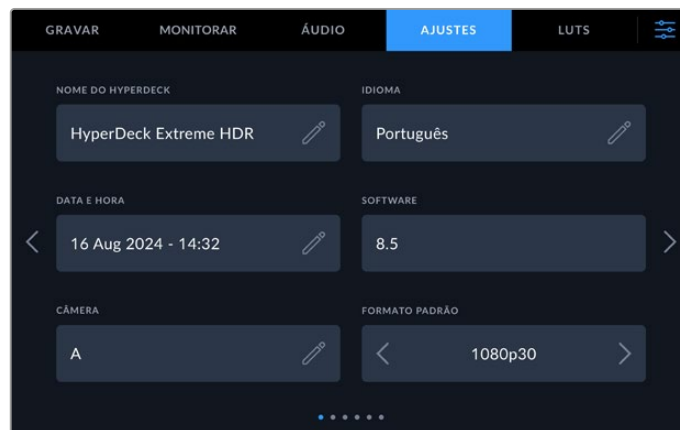 GRAVAR MONITORAR ÁUDIO AJUSTES LUTS
NOME DO HYPERDECK IDIOMA
HyperDeck Extreme HDR Português
DATA E HORA SOFTWARE
16 Aug 2024 - 14:32 8.5
CÂMERA FORMATO PADRÃO
A 1080p30